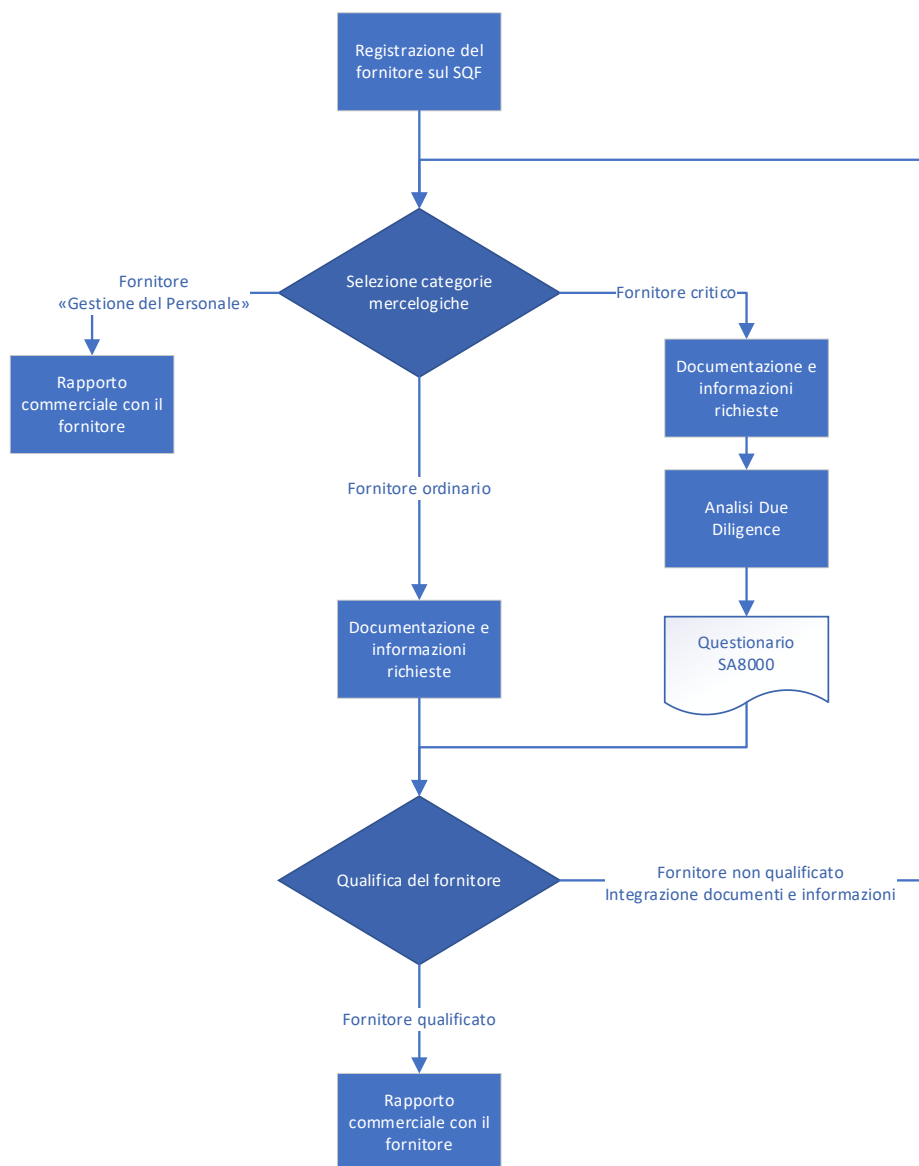 Registrazione del
fornitore sul SQF
Selezione categorie
mercelogiche
Fornitore
«Gestione del Personale»
Fornitore critico
Rapporto
commerciale con il
fornitore
Documentazione e
informazioni
richieste
Fornitore ordinario
Analisi Due
Diligence
Documentazione e
informazioni
richieste
Questionario
SA8000
Qualifica del fornitore
Fornitore non qualificato
Integrazione documenti e informazioni
Fornitore qualificato
Rapporto
commerciale con il
fornitore